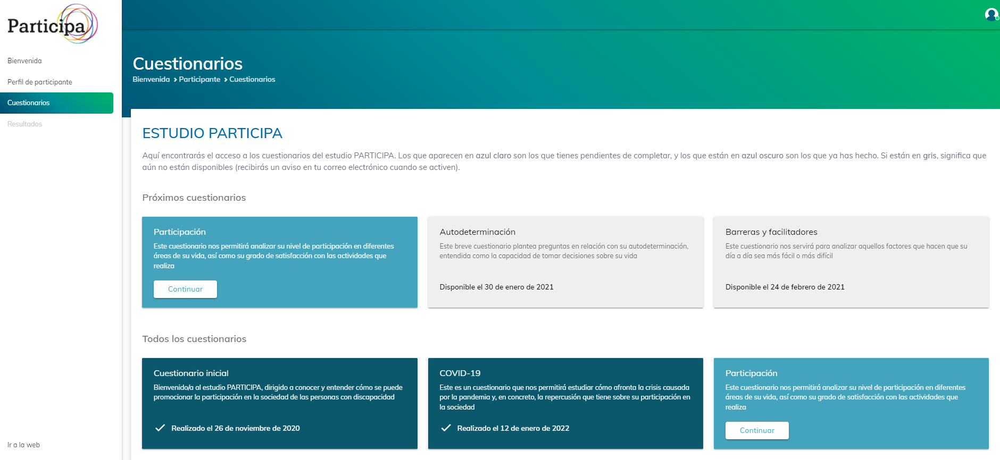 Participa
Bienvenida
Perfil de participante
Cuestionarios
Resultados
Ir a la web
Cuestionarios
Bienvenida > Participante > Cuestionarios
ESTUDIO PARTICIPA
Aquí encontrarás el acceso a los cuestionarios del estudio PARTICIPA. Los que aparecen en azul claro son los que tienes pendientes de completar, y los que están en azul oscuro son los que ya has hecho. Si están en gris, significa que
aún no están disponibles (recibirás un aviso en tu correo electrónico cuando se activen).
Próximos cuestionarios
Participación
Este cuestionario nos permitirá analizar su nivel de participación en diferentes
áreas de su vida, así como su grado de satisfacción con las actividades que
realiza
Continuar
Autodeterminación
Este breve cuestionario plantea preguntas en relación con su autodeterminación,
entendida como la capacidad de tomar decisiones sobre su vida
Disponible el 30 de enero de 2021
Barreras y facilitadores
Este cuestionario nos servirá para analizar aquellos factores que hacen que su
día a día sea más fácil o más difícil
Disponible el 24 de febrero de 2021
Todos los cuestionarios
Cuestionario inicial
Bienvenido/a al estudio PARTICIPA, dirigido a conocer y entender cómo se puede
promocionar la participación en la sociedad de las personas con discapacidad
Realizado el 26 de noviembre de 2020
COVID-19
Este es un cuestionario que nos permitirá estudiar cómo afronta la crisis causada
por la pandemia y, en concreto, la repercusión que tiene sobre su participación en
la sociedad
Realizado el 12 de enero de 2022
Participación
Este cuestionario nos permitirá analizar su nivel de participación en diferentes
áreas de su vida, así como su grado de satisfacción con las actividades que
realiza
Continuar